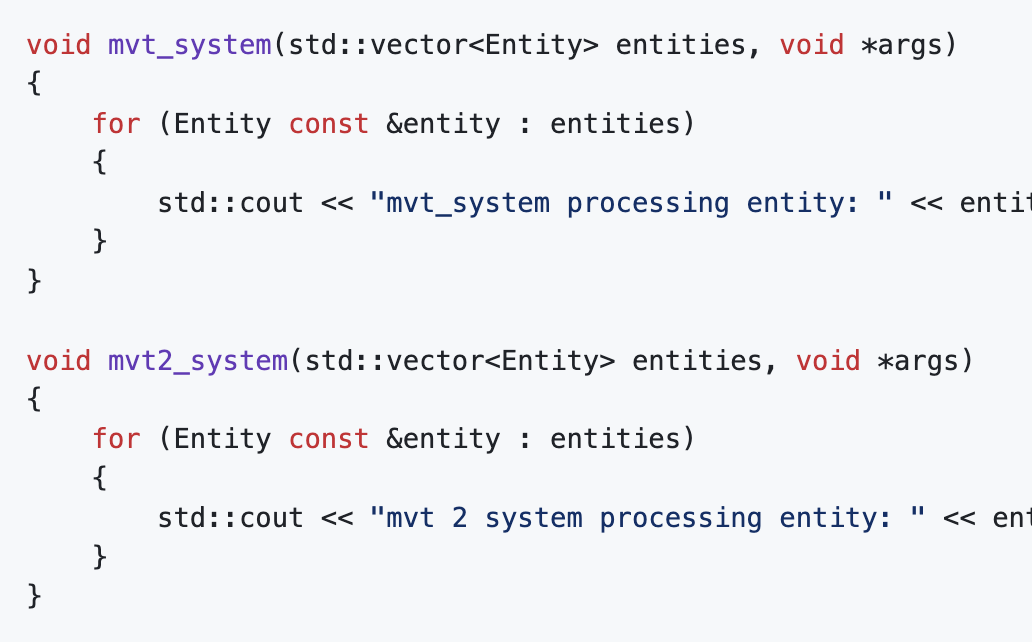 void mvt_system(std::vector<Entity> entities, void *args)
{
    for (Entity const &entity : entities)
    {
        std::cout << "mvt_system processing entity: " <<
    }
}

void mvt2_system(std::vector<Entity> entities, void *args)
{
    for (Entity const &entity : entities)
    {
        std::cout << "mvt 2 system processing entity: " <<
    }
}